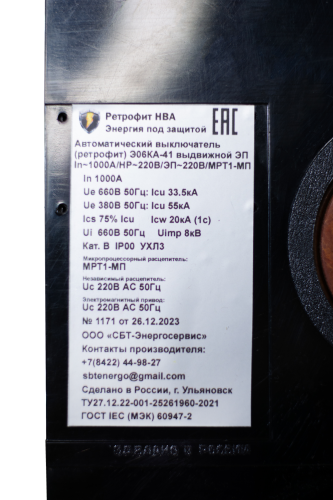 Ретрофит НВА
Энергия под защитой
EAC
Автоматический выключатель
(ретрофит) Э06КА-41 выдвижной ЭП
In~1000А/НР~220В/ЭП~220В/МРТ1-МП
In 1000А
Ue 660В 50Гц: Icu 33,5кА
Ue 380В 50Гц: Icu 55кА
Ics 75% Icu Icw 20кА (1с)
Ui 660В 50Гц Uimp 8кВ
Кат. В IP00 УХЛ3
Микропроцессорный расцепитель:
МРТ1-МП
Независимый расцепитель:
Uc 220В AC 50Гц
Электромагнитный привод:
Uc 220В AC 50Гц
№ 1171 от 26.12.2023
ООО «СБТ-Энергосервис»
Контакты производителя:
+7(8422) 44-98-27
sbtenergo@gmail.com
Сделано в России, г. Ульяновск
ТУ27.12.22-001-25261960-2021
ГОСТ IEC (МЭК) 60947-2
СДЕЛАНО В РОССИИ